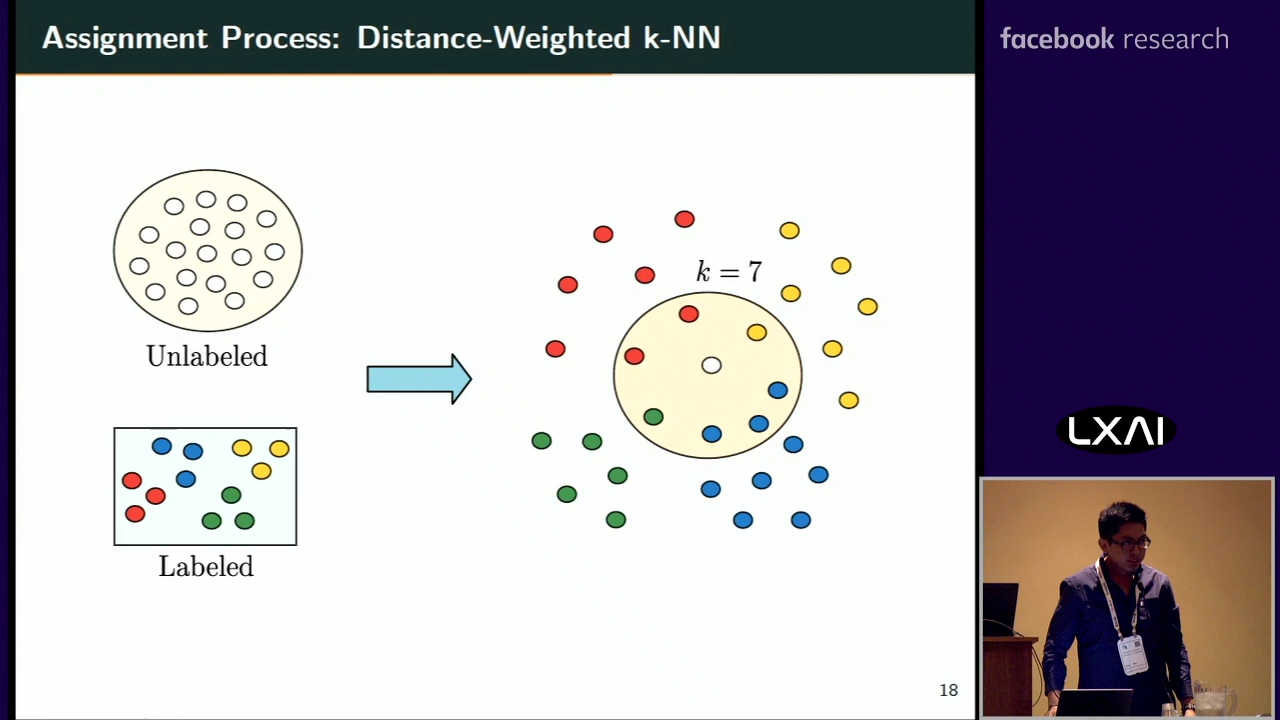 Assignment Process: Distance-Weighted k-NN
facebook research
k = 7
Unlabeled
Labeled
LXAI
18